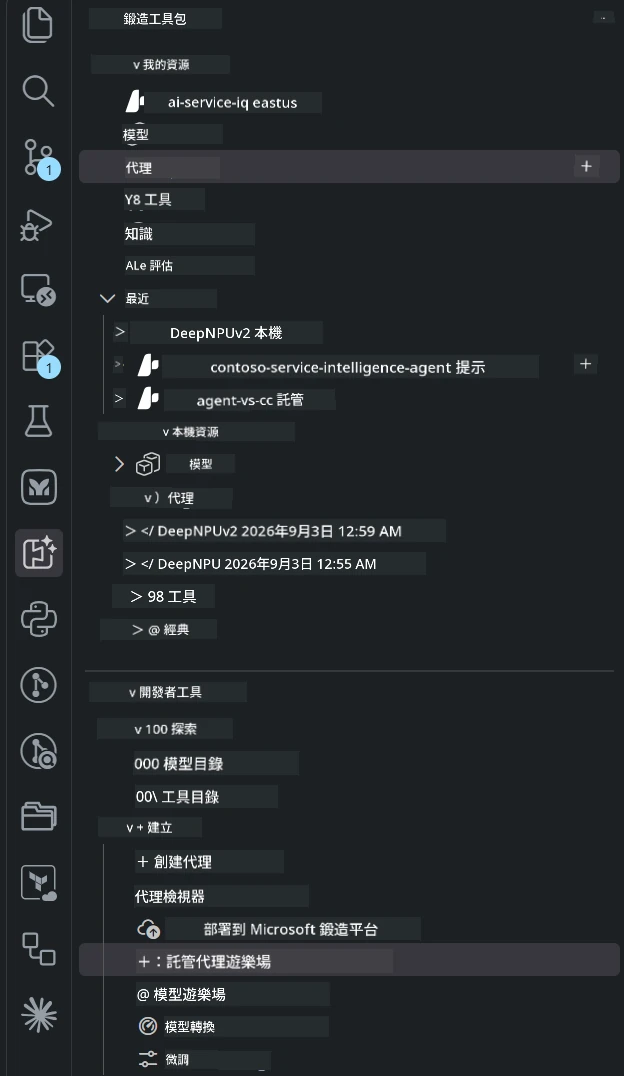 鍛造工具包
v 我的資源
ai-service-iq eastus
模型
代理
Y8 工具
知識
ALe 評估
最近
> DeepNPUv2 本機
> contoso-service-intelligence-agent 提示
> agent-vs-cc 託管
v 本機資源
模型
v ）代理
> </ DeepNPUv2 2026年9月3日 12:59 AM
> </ DeepNPU 2026年9月3日 12:55 AM
> 98 工具
> @ 經典
v 開發者工具
v 100 探索
000 模型目錄
00\ 工具目錄
v + 建立
+ 創建代理
代理檢視器
部署到 Microsoft 鍛造平台
+：託管代理遊樂場
@ 模型遊樂場
模型轉換
微調
1
1